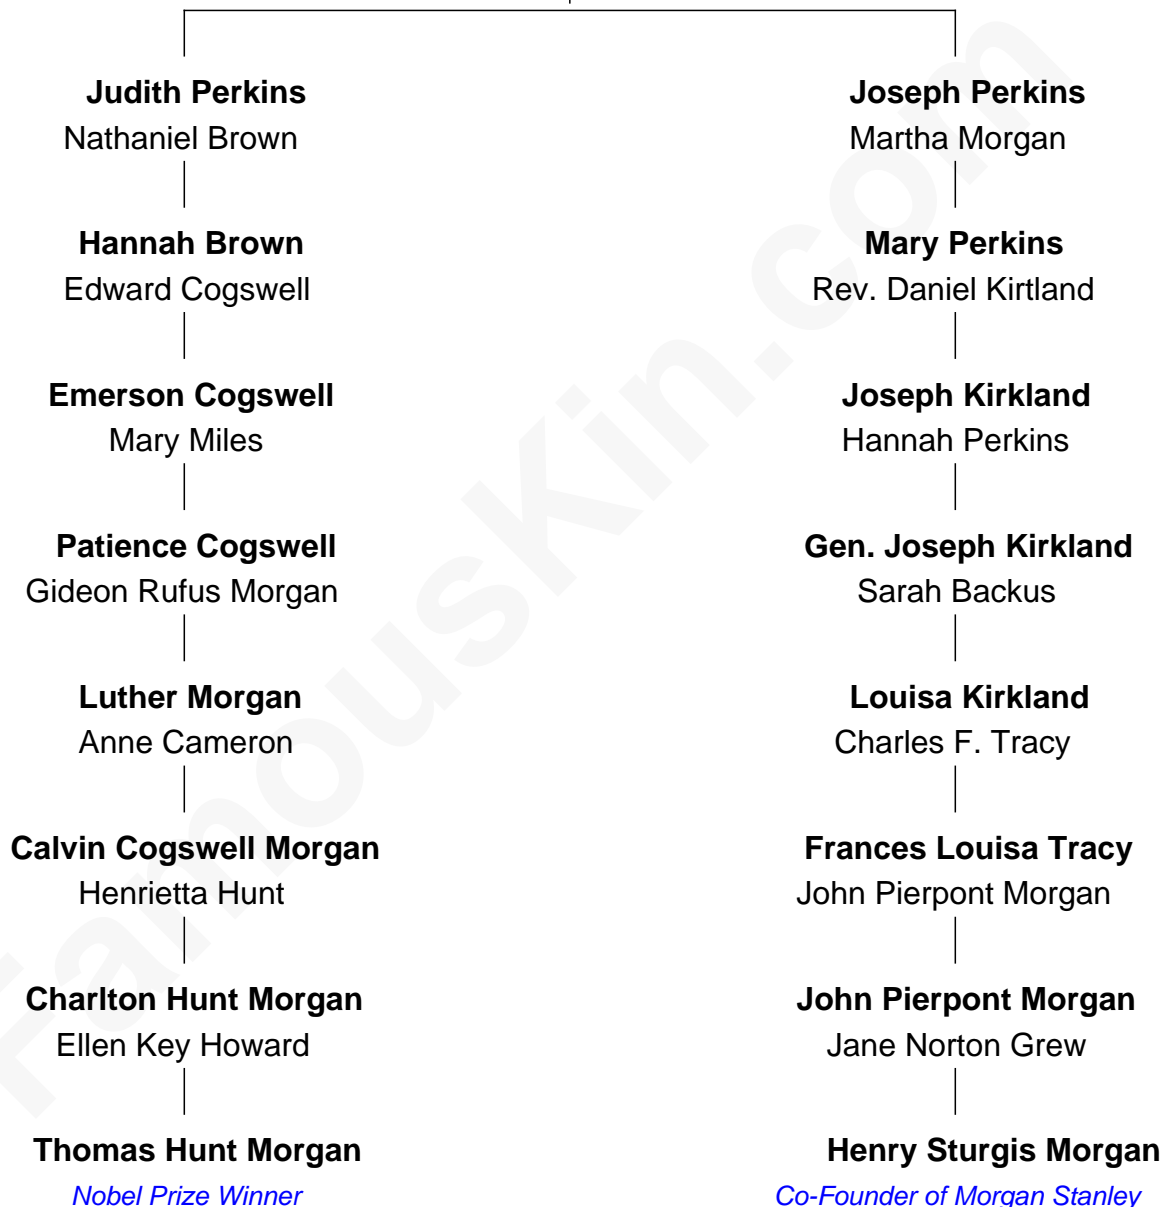 Judith Perkins
Nathaniel Brown
Joseph Perkins
Martha Morgan
Hannah Brown
Edward Cogswell
Mary Perkins
Rev. Daniel Kirtland
Emerson Cogswell
Mary Miles
Joseph Kirkland
Hannah Perkins
Patience Cogswell
Gideon Rufus Morgan
Gen. Joseph Kirkland
Sarah Backus
Luther Morgan
Anne Cameron
Louisa Kirkland
Charles F. Tracy
Calvin Cogswell Morgan
Henrietta Hunt
Frances Louisa Tracy
John Pierpont Morgan
Charlton Hunt Morgan
Ellen Key Howard
John Pierpont Morgan
Jane Norton Grew
Thomas Hunt Morgan
Nobel Prize Winner
Henry Sturgis Morgan
Co-Founder of Morgan Stanley
FamousKin.com